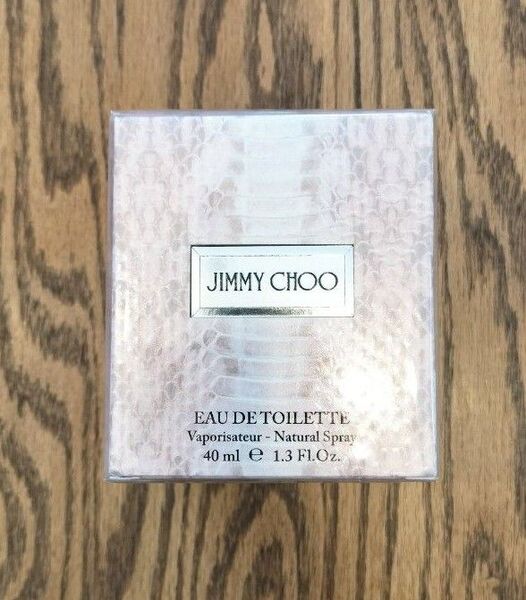 JIMMY CHOO
EAU DE TOILETTE
Vaporisateur - Natural Spray
40 ml ℮ 1.3 Fl.Oz.